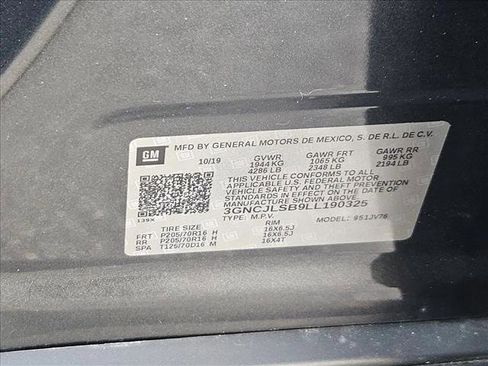 GM
MFD BY GENERAL MOTORS DE MEXICO, S. DE R.L. DE C.V.
10/19 GVWR GAWR FRT GAWR RR
1944 KG 1065 KG 995 KG
4286 LB 2348 LB 2194 LB
THIS VEHICLE CONFORMS TO ALL APPLICABLE U.S. FEDERAL MOTOR
VEHICLE SAFETY AND THEFT PREVENTION
STANDARDS IN EFFECT ON THE DATE OF
MANUFACTURE SHOWN ABOVE.
3GNCJLSB9LL190325
TYPE: M.P.V. MODEL: 951JV76
139X
TIRE SIZE RIM
FRT P205/70R16 H 16X6.5J
RR P205/70R16 H 16X6.5J
SPA T125/70D16 M 16X4T